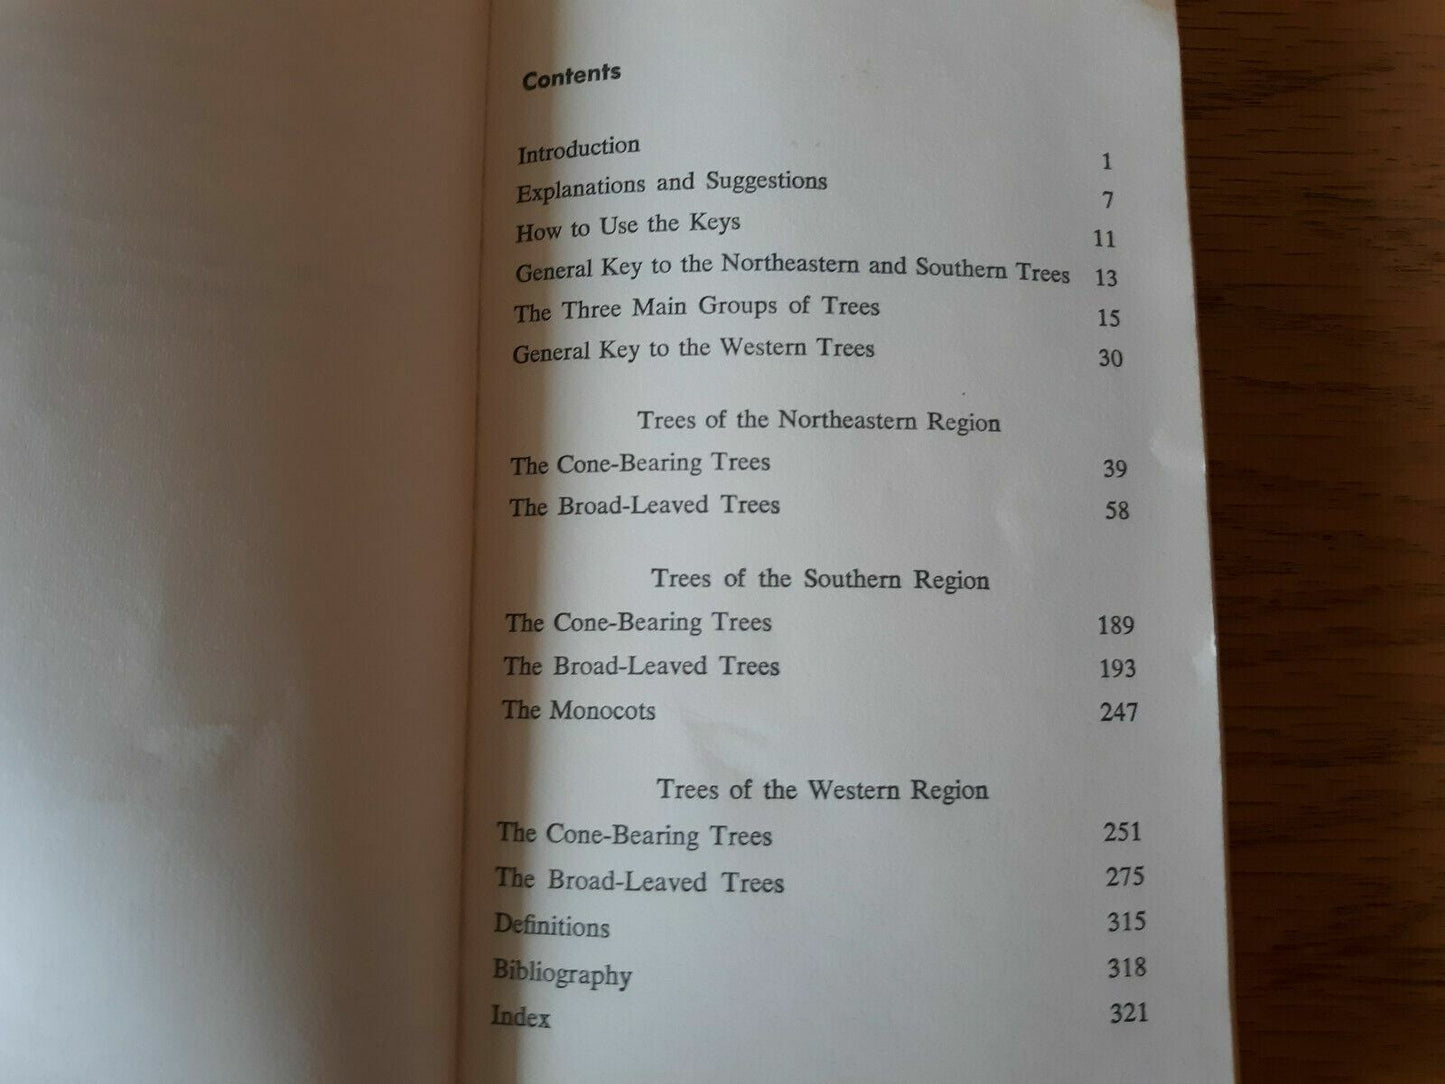 Contents
Introduction 1
Explanations and Suggestions 7
How to Use the Keys 11
General Key to the Northeastern and Southern Trees 13
The Three Main Groups of Trees 15
General Key to the Western Trees 30
Trees of the Northeastern Region
The Cone-Bearing Trees 39
The Broad-Leaved Trees 58
Trees of the Southern Region
The Cone-Bearing Trees 189
The Broad-Leaved Trees 193
The Monocots 247
Trees of the Western Region
The Cone-Bearing Trees 251
The Broad-Leaved Trees 275
Definitions 315
Bibliography 318
Index 321